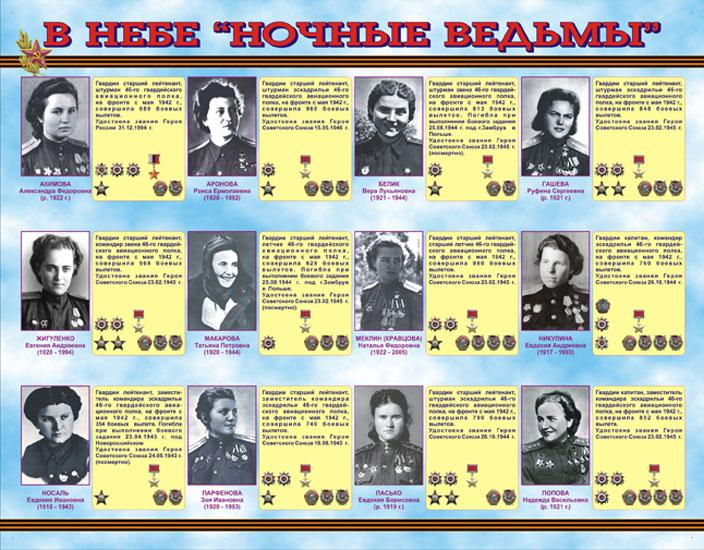 В НЕБЕ "НОЧНЫЕ ВЕДЬМЫ"
Гвардии старший лейтенант,
штурман 46-го гвардейского
авиационного полка,
на фронте с мая 1942 г.,
совершила 680 боевых
вылетов.
Удостоена звания Героя
России 31.12.1994 г.
АКИМОВА
Александра Федоровна
(р. 1922 г.)
Гвардии старший лейтенант,
штурман эскадрильи 46-го
гвардейского авиационного
полка, на фронте с мая 1942 г.,
совершила 960 боевых
вылетов.
Удостоена звания Героя
Советского Союза 15.05.1946 г.
АРОНОВА
Раиса Ермолаевна
(1920 - 1982)
Гвардии старший лейтенант,
штурман звена 46-го гвардей-
ского авиационного полка,
на фронте с мая 1942 г.,
совершила 813 боевых
вылетов. Погибла при
выполнении боевого задания
25.08.1944 г. под г.Замбрув в
Польше.
Удостоена звания Героя
Советского Союза 23.02.1945 г.
(посмертно).
БЕЛИК
Вера Лукьяновна
(1921 - 1944)
Гвардии старший лейтенант,
штурман эскадрильи 46-го
гвардейского авиационного
полка, на фронте с мая 1942 г.,
совершила 848 боевых
вылетов.
Удостоена звания Героя
Советского Союза 23.02.1945 г.
ГАШЕВА
Руфина Сергеевна
(р. 1921 г.)
Гвардии старший лейтенант,
командир звена 46-го гвардей-
ского авиационного полка,
на фронте с мая 1942 г.,
совершила 968 боевых
вылетов.
Удостоена звания Героя
Советского Союза 23.02.1945 г.
ЖИГУЛЕНКО
Евгения Андреевна
(1920 - 1994)
Гвардии старший лейтенант,
летчик 46-го гвардейского
авиационного полка,
на фронте с мая 1942 г.,
совершила 628 боевых
вылетов. Погибла при
выполнении боевого задания
25.08.1944 г. под г.Замбрув
в Польше.
Удостоена звания Героя
Советского Союза 23.02.1945 г.
(посмертно)
МАКАРОВА
Татьяна Петровна
(1920 - 1944)
Гвардии старший лейтенант,
старший летчик 46-го гвардей-
ского авиационного полка,
на фронте с мая 1942 г.,
совершила 980 боевых
вылетов.
Удостоена звания Героя
Советского Союза 23.02.1945 г.
МЕКЛИН (КРАВЦОВА)
Наталья Федоровна
(1922 - 2005)
Гвардии капитан, командир
эскадрильи 46-го гвардейского
авиационного полка,
на фронте с мая 1942 г.,
совершила 760 боевых
вылетов.
Удостоена звания Героя
Советского Союза 26.10.1944 г.
НИКУЛИНА
Евдокия Андреевна
(1917 - 1993)
Гвардии лейтенант, замести-
тель командира эскадрильи
46-го гвардейского авиа-
ционного полка, на фронте с
мая 1942 г., совершила
354 боевых вылета. Погибла
при выполнении боевого
задания 23.04.1943 г. под
Новороссийском
Удостоена звания Героя
Советского Союза 24.05.1943 г.
(посмертно).
НОСАЛЬ
Евдокия Ивановна
(1918 - 1943)
Гвардии старший лейтенант,
заместитель командира
эскадрильи 46-го гвардейского
авиационного полка,
на фронте с мая 1942 г.,
совершила 740 боевых
вылетов.
Удостоена звания Героя
Советского Союза 18.08.1945 г.
ПАРФЕНОВА
Зоя Ивановна
(1920 - 1993)
Гвардии старший лейтенант,
штурман эскадрильи 46-го
гвардейского авиационного
полка, на фронте с мая 1942 г.,
совершила 790 боевых
вылетов.
Удостоена звания Героя
Советского Союза 26.10.1944 г.
ПАСЬКО
Евдокия Борисовна
(р. 1919 г.)
Гвардии капитан, заместитель
командира эскадрильи 46-го
гвардейского авиационного
полка, на фронте с мая 1942 г.,
совершила 852 боевых
вылета.
Удостоена звания Героя
Советского Союза 23.02.1945 г.
ПОПОВА
Надежда Васильевна
(р. 1921 г.)